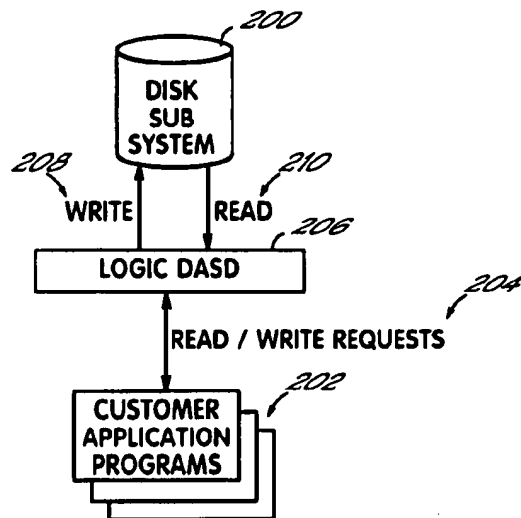 200
DISK
SUB
SYSTEM
208
210
WRITE
READ
206
LOGIC DASD
204
READ / WRITE REQUESTS
202
CUSTOMER
APPLICATION
PROGRAMS